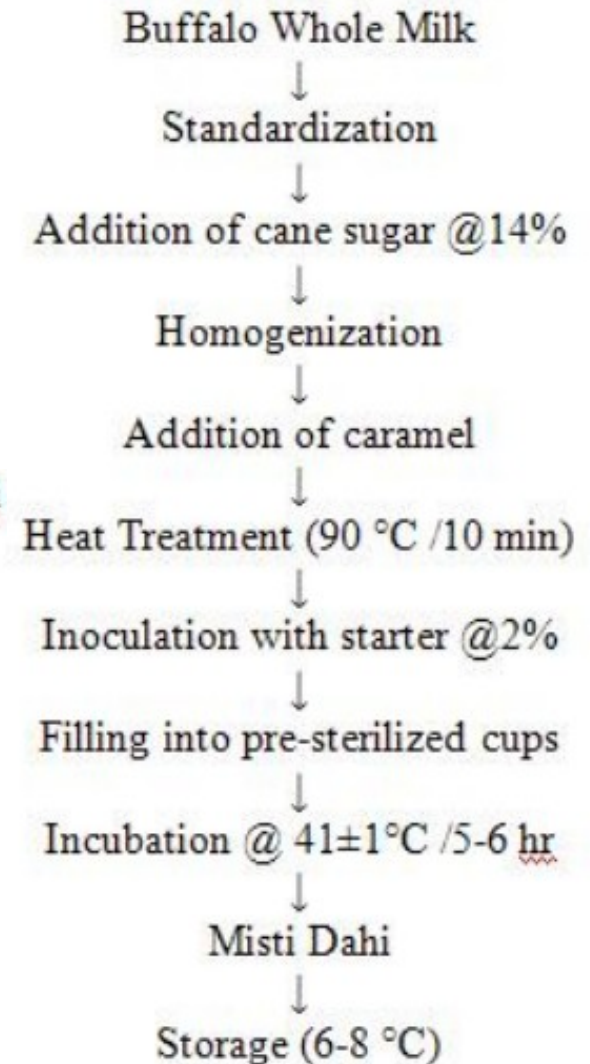 Buffalo Whole Milk
↓
Standardization
↓
Addition of cane sugar @14%
↓
Homogenization
↓
Addition of caramel
↓
Heat Treatment (90 °C /10 min)
↓
Inoculation with starter @2%
↓
Filling into pre-sterilized cups
↓
Incubation @ 41±1°C /5-6 hr
↓
Misti Dahi
↓
Storage (6-8 °C)